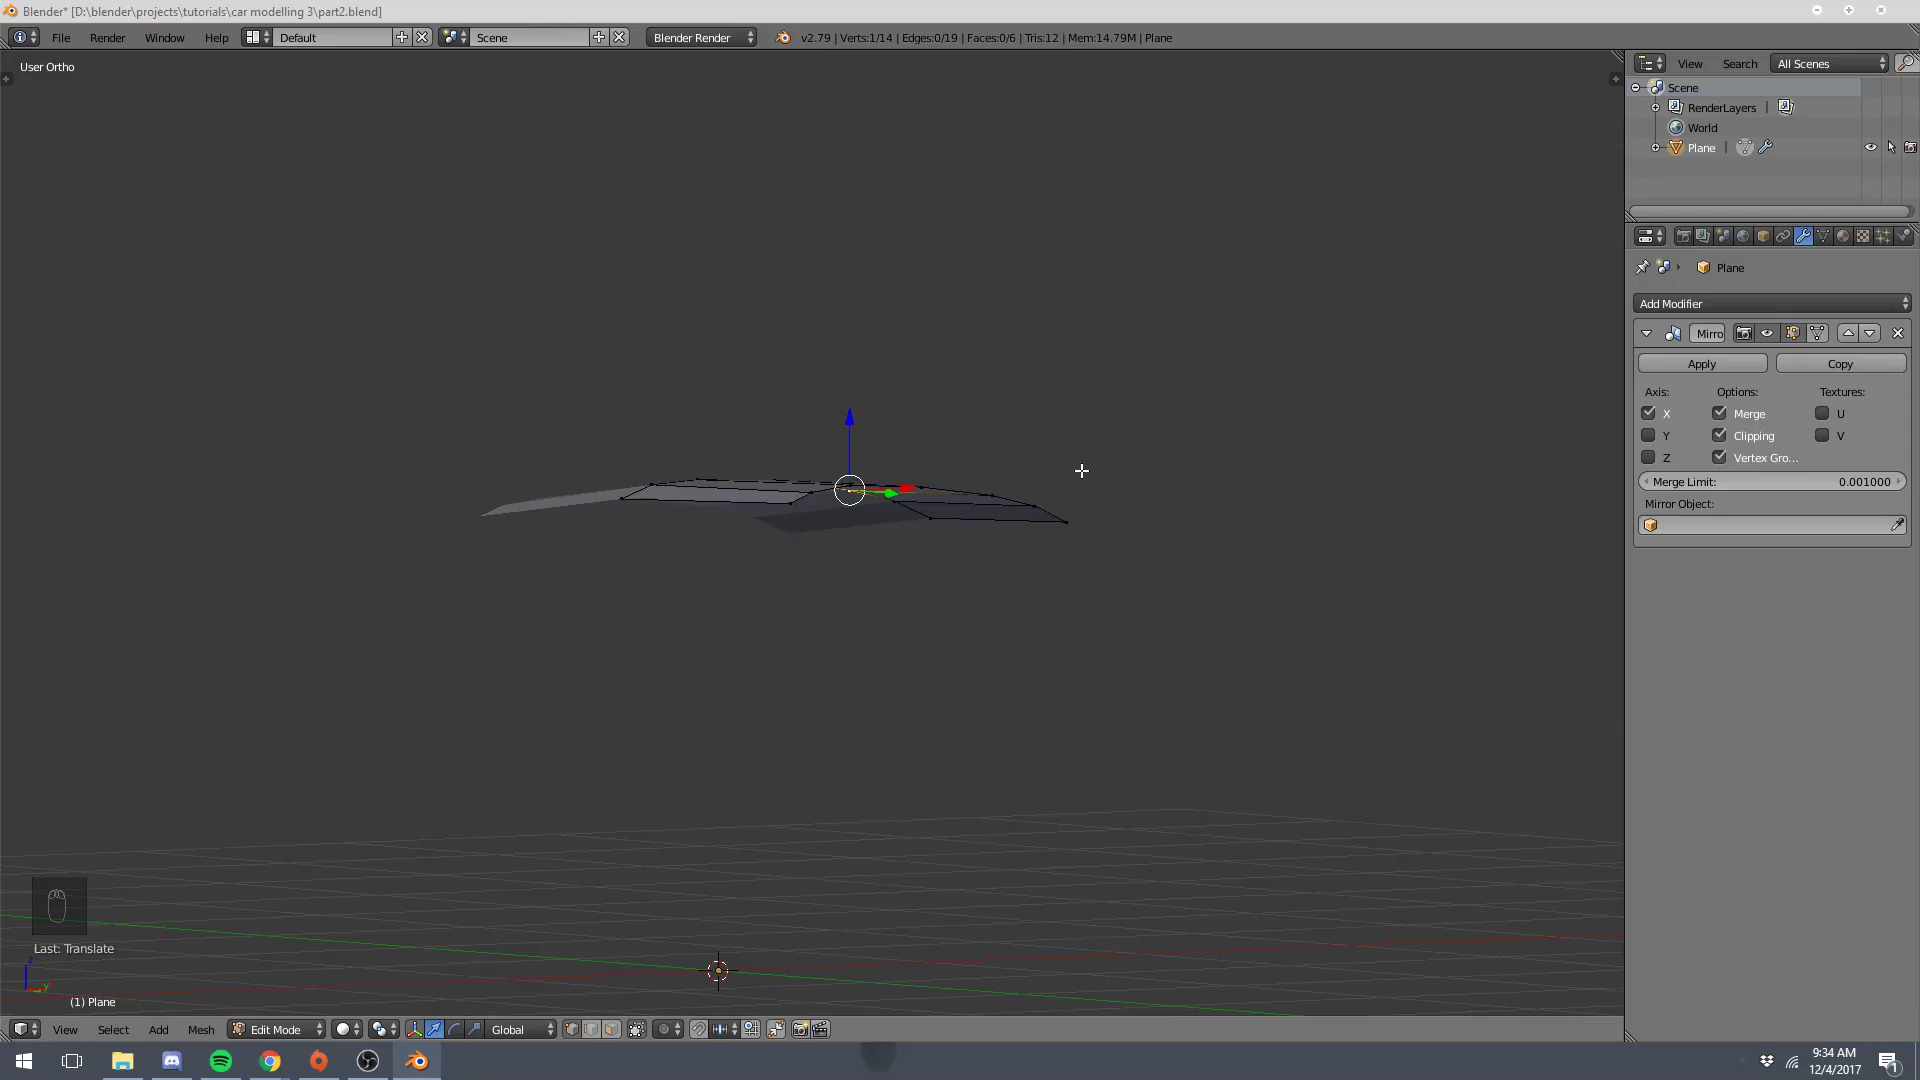 Blender* [D:\blender\projects\tutorials\car modelling 3\part2.blend]
File Render Window Help Default Scene Blender Render v2.79 | Verts:1/14 | Edges:0/19 | Faces:0/6 | Tris:12 | Mem:14.79M | Plane
User Ortho
View Search All Scenes
Scene
RenderLayers |
World
Plane |
Plane
Add Modifier
Mirro
Apply Copy
Axis: Options: Textures:
X Merge U
Y Clipping V
Z Vertex Gro...
Merge Limit: 0.001000
Mirror Object:
Last: Translate
z
y
(1) Plane
View Select Add Mesh Edit Mode Global
9:34 AM
12/4/2017
1